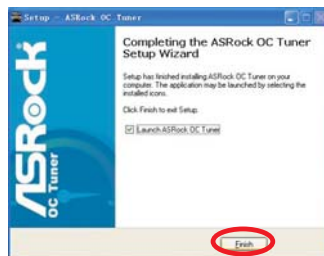 Setup - ASRock OC Tuner
Completing the ASRock OC Tuner
Setup Wizard
Setup has finished installing ASRock OC Tuner on your
computer. The application may be launched by selecting the
installed icons.
Click Finish to exit Setup.
Launch ASRock OC Tuner
ASRock
OC Tuner
Finish